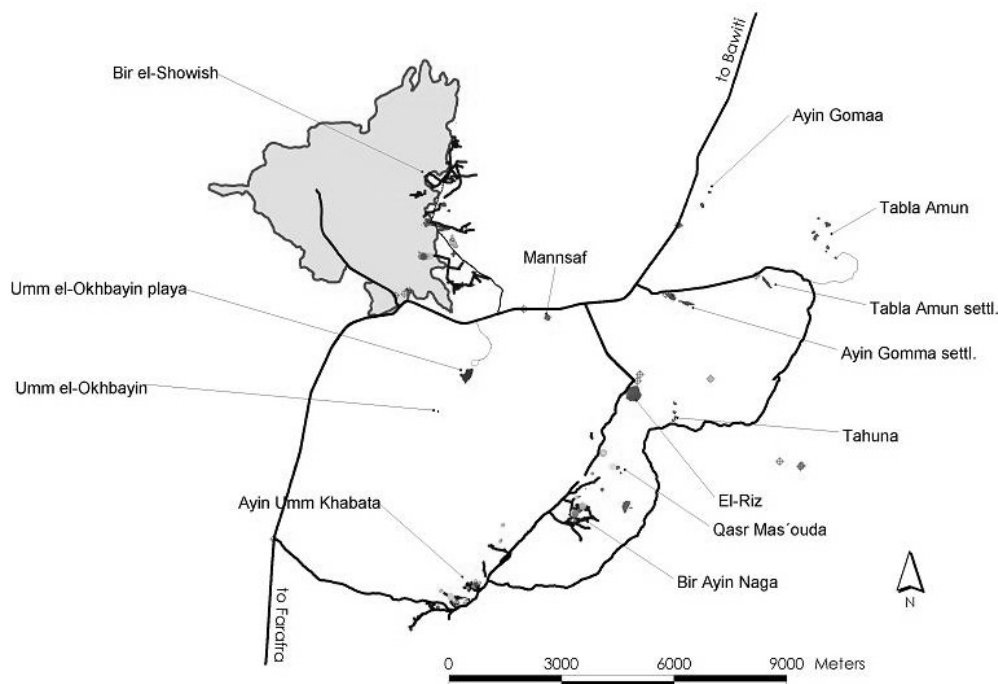 to Bawiti
Bir el-Showish
Ayin Gomaa
Tabla Amun
Mannsaf
Umm el-Okhbayin playa
Tabla Amun settl.
Ayin Gomma settl.
Umm el-Okhbayin
Tahuna
El-Riz
Ayin Umm Khabata
Qasr Mas´ouda
Bir Ayin Naga
N
to Farafra
0 3000 6000 9000 Meters